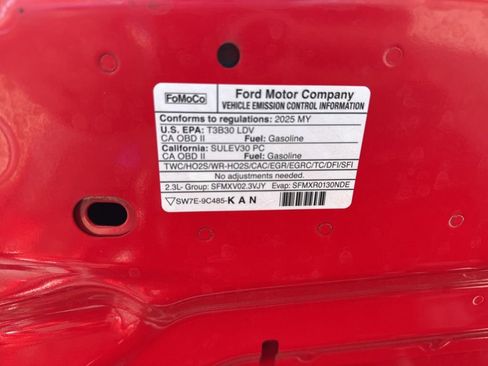 FoMoCo
Ford Motor Company
VEHICLE EMISSION CONTROL INFORMATION
Conforms to regulations: 2025 MY
U.S. EPA: T3B30 LDV
CA OBD II Fuel: Gasoline
California: SULEV30 PC
CA OBD II Fuel: Gasoline
TWC/HO2S/WR-HO2S/CAC/EGR/EGRC/TC/DFI/SFI
No adjustments needed.
2.3L- Group: SFMXV02.3VJY Evap: SFMXR0130NDE
SW7E-9C485-KAN